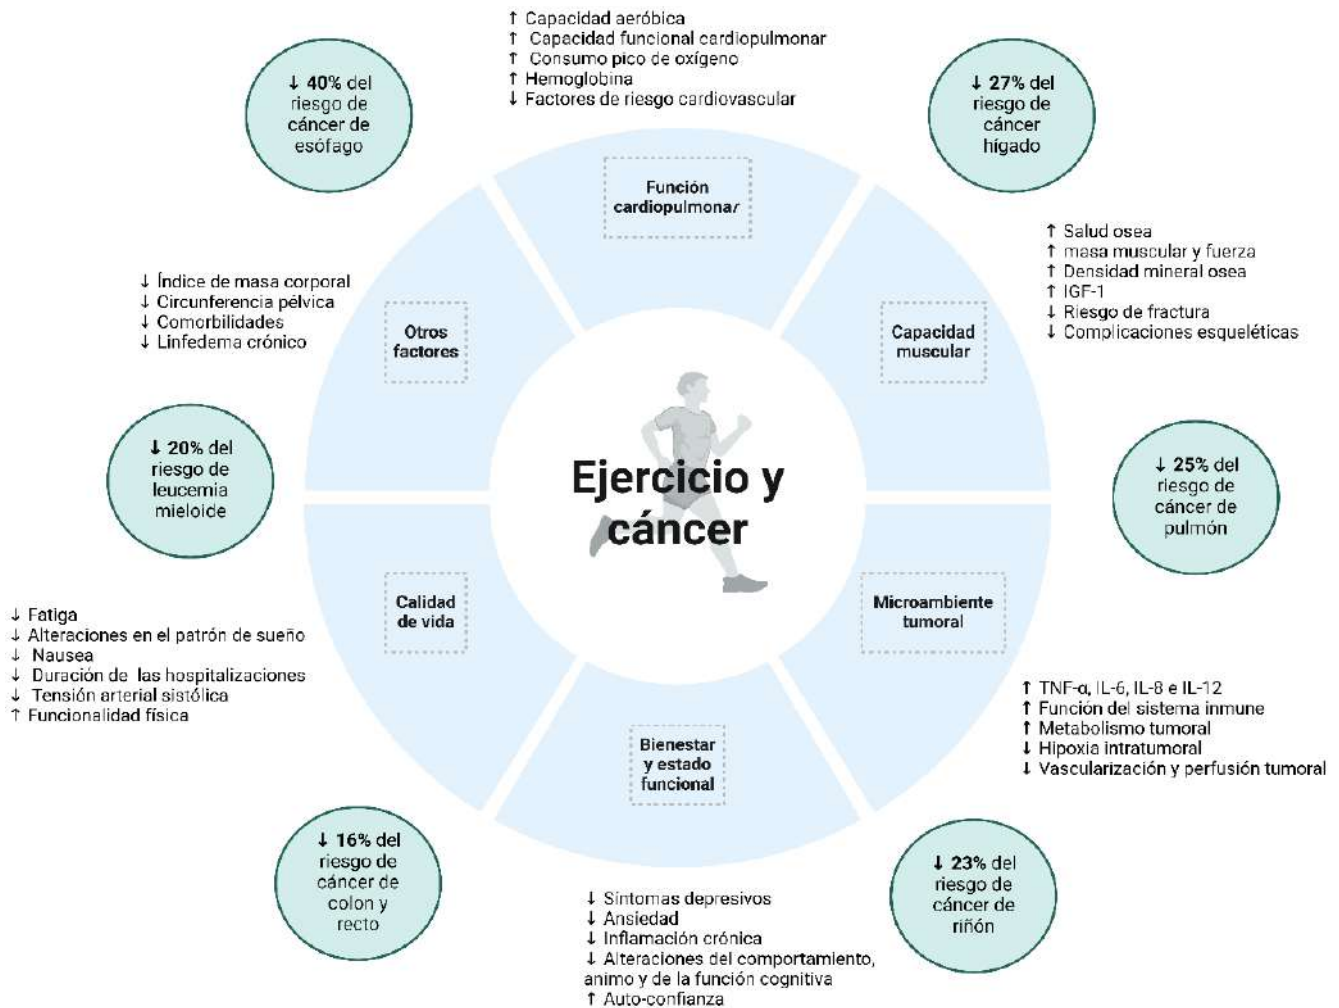 ↑ Capacidad aeróbica
↑ Capacidad funcional cardiopulmonar
↑ Consumo pico de oxígeno
↑ Hemoglobina
↓ Factores de riesgo cardiovascular
↓ 40% del
riesgo de
cáncer de
esófago
↓ 27% del
riesgo de
cáncer
hígado
Función
cardiopulmonar
↑ Salud osea
↑ masa muscular y fuerza
↑ Densidad mineral osea
↑ IGF-1
↓ Riesgo de fractura
↓ Complicaciones esqueléticas
↓ Índice de masa corporal
↓ Circunferencia pélvica
↓ Comorbilidades
↓ Linfedema crónico
Otros
factores
Capacidad
muscular
↓ 20% del
riesgo de
leucemia
mieloide
Ejercicio y
cáncer
↓ 25% del
riesgo de
cáncer de
pulmón
Calidad
de vida
Microambiente
tumoral
↓ Fatiga
↓ Alteraciones en el patrón de sueño
↓ Nausea
↓ Duración de las hospitalizaciones
↓ Tensión arterial sistólica
↑ Funcionalidad física
↑ TNF-α, IL-6, IL-8 e IL-12
↑ Función del sistema inmune
↑ Metabolismo tumoral
↓ Hipoxia intratumoral
↓ Vascularización y perfusión tumoral
Bienestar
y estado
funcional
↓ 16% del
riesgo de
cáncer de
colon y
recto
↓ 23% del
riesgo de
cáncer de
riñón
↓ Síntomas depresivos
↓ Ansiedad
↓ Inflamación crónica
↓ Alteraciones del comportamiento,
animo y de la función cognitiva
↑ Auto-confianza